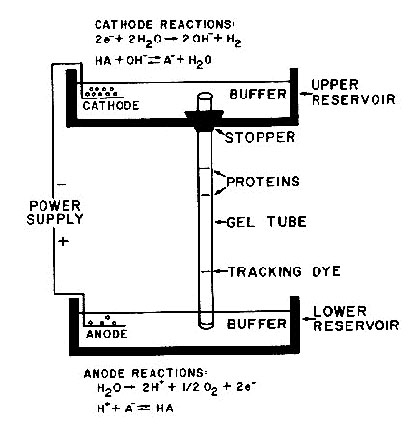 CATHODE REACTIONS:
2e⁻ + 2H₂O → 2OH⁻ + H₂
HA + OH⁻ ⇌ A⁻ + H₂O
UPPER
RESERVOIR
BUFFER
CATHODE
STOPPER
−
POWER
SUPPLY
+
PROTEINS
GEL TUBE
TRACKING DYE
LOWER
RESERVOIR
BUFFER
ANODE
ANODE REACTIONS:
H₂O → 2H⁺ + 1/2 O₂ + 2e⁻
H⁺ + A⁻ ⇌ HA